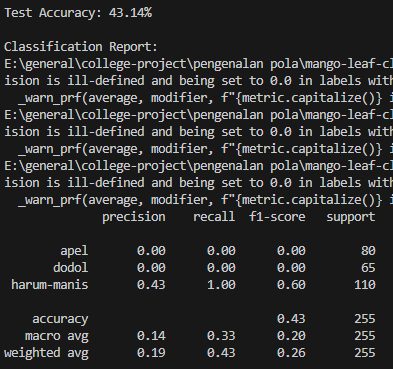 Test Accuracy: 43.14%
Classification Report:
E:\general\college-project\pengenalan pola\mango-leaf-cl
ision is ill-defined and being set to 0.0 in labels with
_warn_prf(average, modifier, f"{metric.capitalize()} i
E:\general\college-project\pengenalan pola\mango-leaf-cl
ision is ill-defined and being set to 0.0 in labels with
_warn_prf(average, modifier, f"{metric.capitalize()} i
E:\general\college-project\pengenalan pola\mango-leaf-cl
ision is ill-defined and being set to 0.0 in labels with
_warn_prf(average, modifier, f"{metric.capitalize()} i
precision recall f1-score support
apel 0.00 0.00 0.00 80
dodol 0.00 0.00 0.00 65
harum-manis 0.43 1.00 0.60 110
accuracy 0.43 255
macro avg 0.14 0.33 0.20 255
weighted avg 0.19 0.43 0.26 255